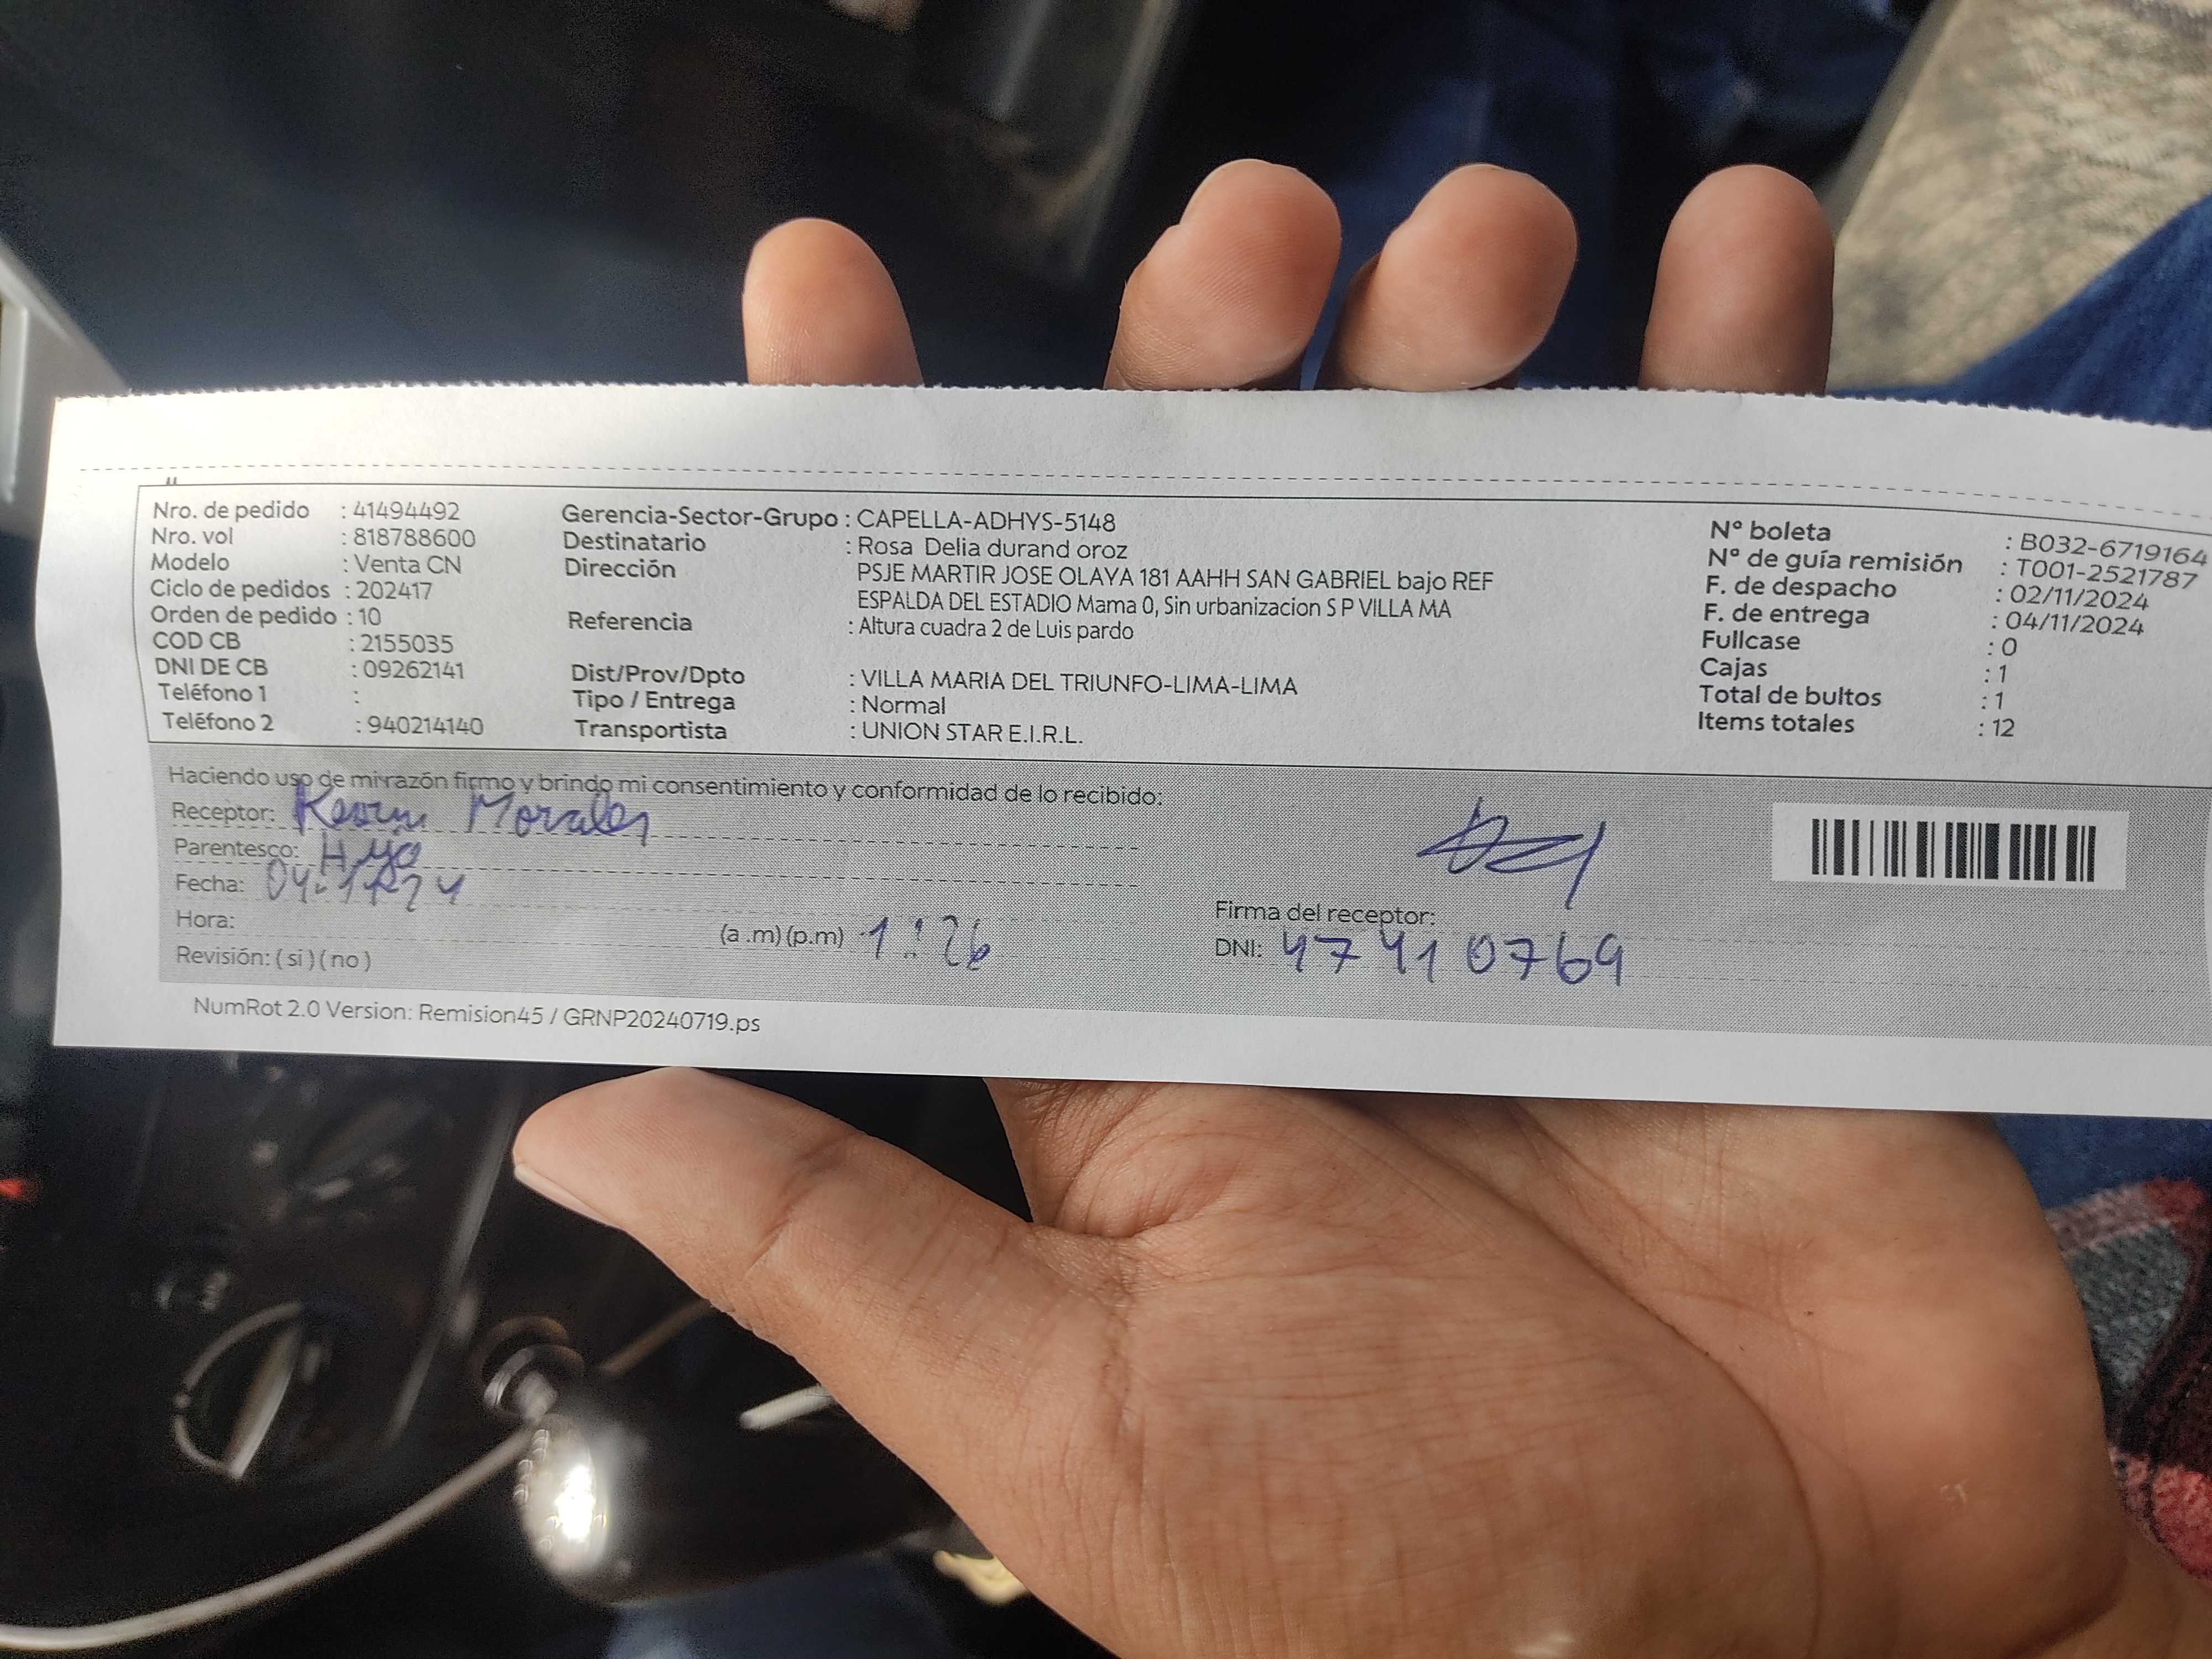 Nro. de pedido : 41494492
Nro. vol : 818788600
Modelo : Venta CN
Ciclo de pedidos : 202417
Orden de pedido : 10
COD CB : 2155035
DNI DE CB : 09262141
Teléfono 1 :
Teléfono 2 : 940214140
Gerencia-Sector-Grupo : CAPELLA-ADHYS-5148
Destinatario : Rosa Delia durand oroz
Dirección PSJE MARTIR JOSE OLAYA 181 AAHH SAN GABRIEL bajo REF
ESPALDA DEL ESTADIO Mama 0, Sin urbanizacion S P VILLA MA
Referencia : Altura cuadra 2 de Luis pardo
Dist/Prov/Dpto : VILLA MARIA DEL TRIUNFO-LIMA-LIMA
Tipo / Entrega : Normal
Transportista : UNION STAR E.I.R.L.
N° boleta : B032-6719164
N° de guía remisión : T001-2521787
F. de despacho : 02/11/2024
F. de entrega : 04/11/2024
Fullcase : 0
Cajas : 1
Total de bultos : 1
Items totales : 12
Haciendo uso de mi razón firmo y brindo mi consentimiento y conformidad de lo recibido:
Receptor: Kevin Morales
Parentesco: Hijo
Fecha: 04-11-24
Hora: (a .m) (p.m) 1:26
Revisión: ( si ) ( no )
Firma del receptor:
DNI: 47410769
NumRot 2.0 Version: Remision45 / GRNP20240719.ps